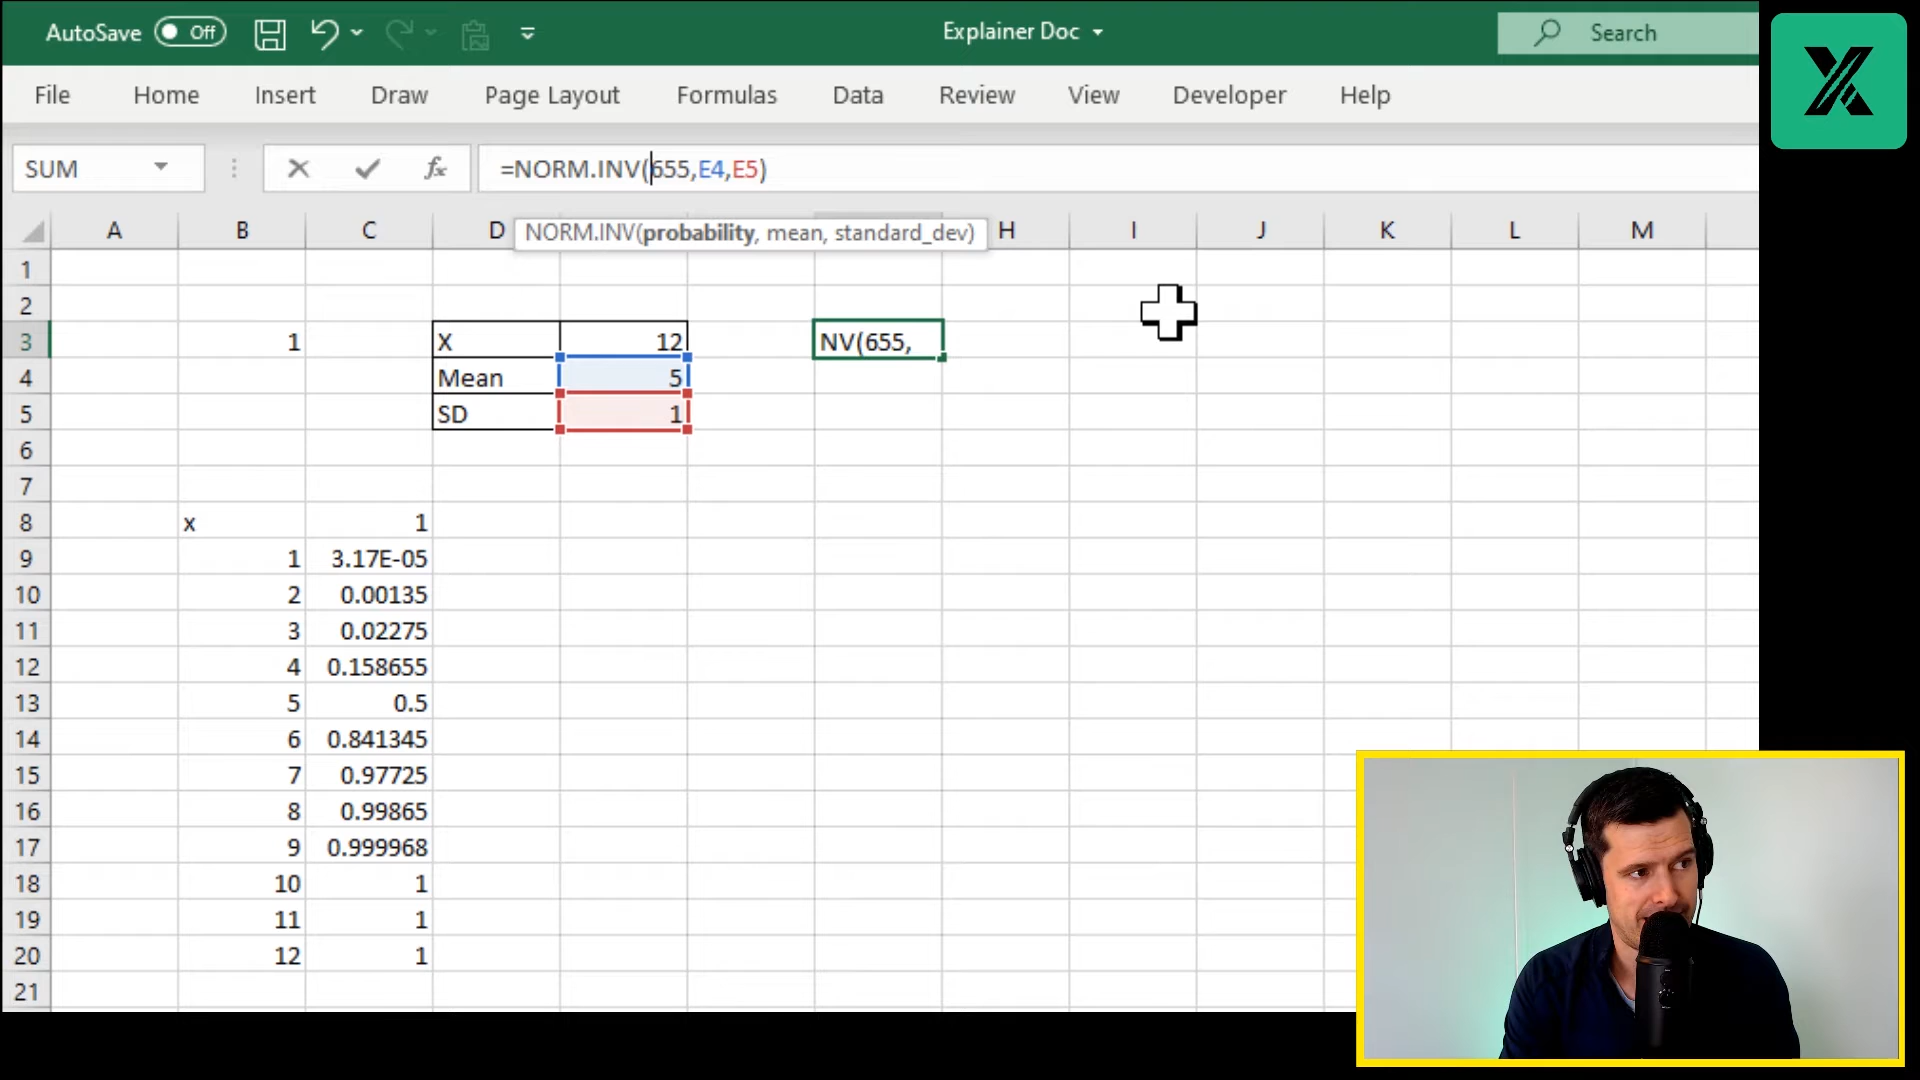 AutoSave Off Explainer Doc Search
File Home Insert Draw Page Layout Formulas Data Review View Developer Help
SUM fx =NORM.INV(655,E4,E5)
NORM.INV(probability, mean, standard_dev)
A B C D H I J K L M
1
2
3 1 X 12 NV(655,
4 Mean 5
5 SD 1
6
7
8 x 1
9 1 3.17E-05
10 2 0.00135
11 3 0.02275
12 4 0.158655
13 5 0.5
14 6 0.841345
15 7 0.97725
16 8 0.99865
17 9 0.999968
18 10 1
19 11 1
20 12 1
21